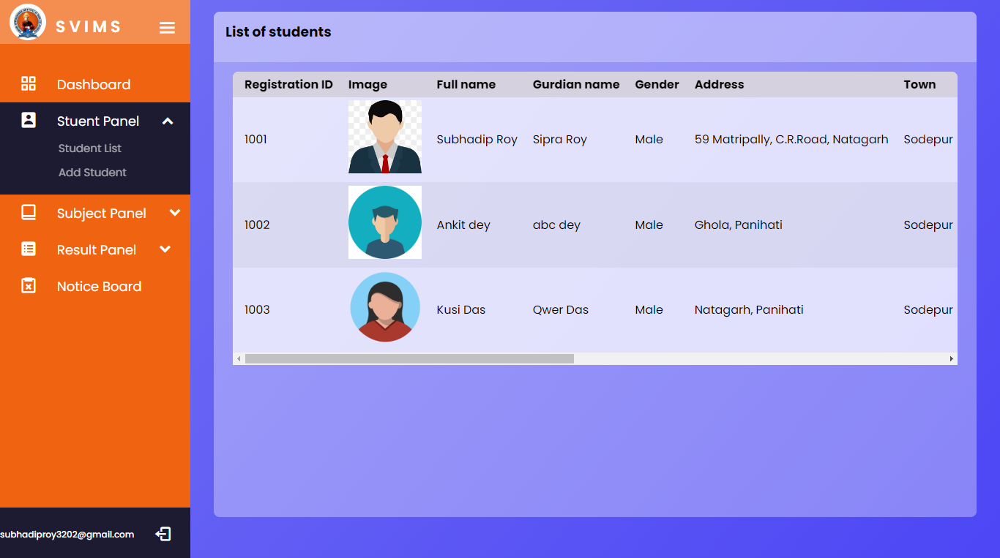 SVIMS
Dashboard
Stuent Panel
Student List
Add Student
Subject Panel
Result Panel
Notice Board
subhadiproy3202@gmail.com
List of students
Registration ID Image Full name Gurdian name Gender Address Town
1001 Subhadip Roy Sipra Roy Male 59 Matripally, C.R.Road, Natagarh Sodepur
1002 Ankit dey abc dey Male Ghola, Panihati Sodepur
1003 Kusi Das Qwer Das Male Natagarh, Panihati Sodepur